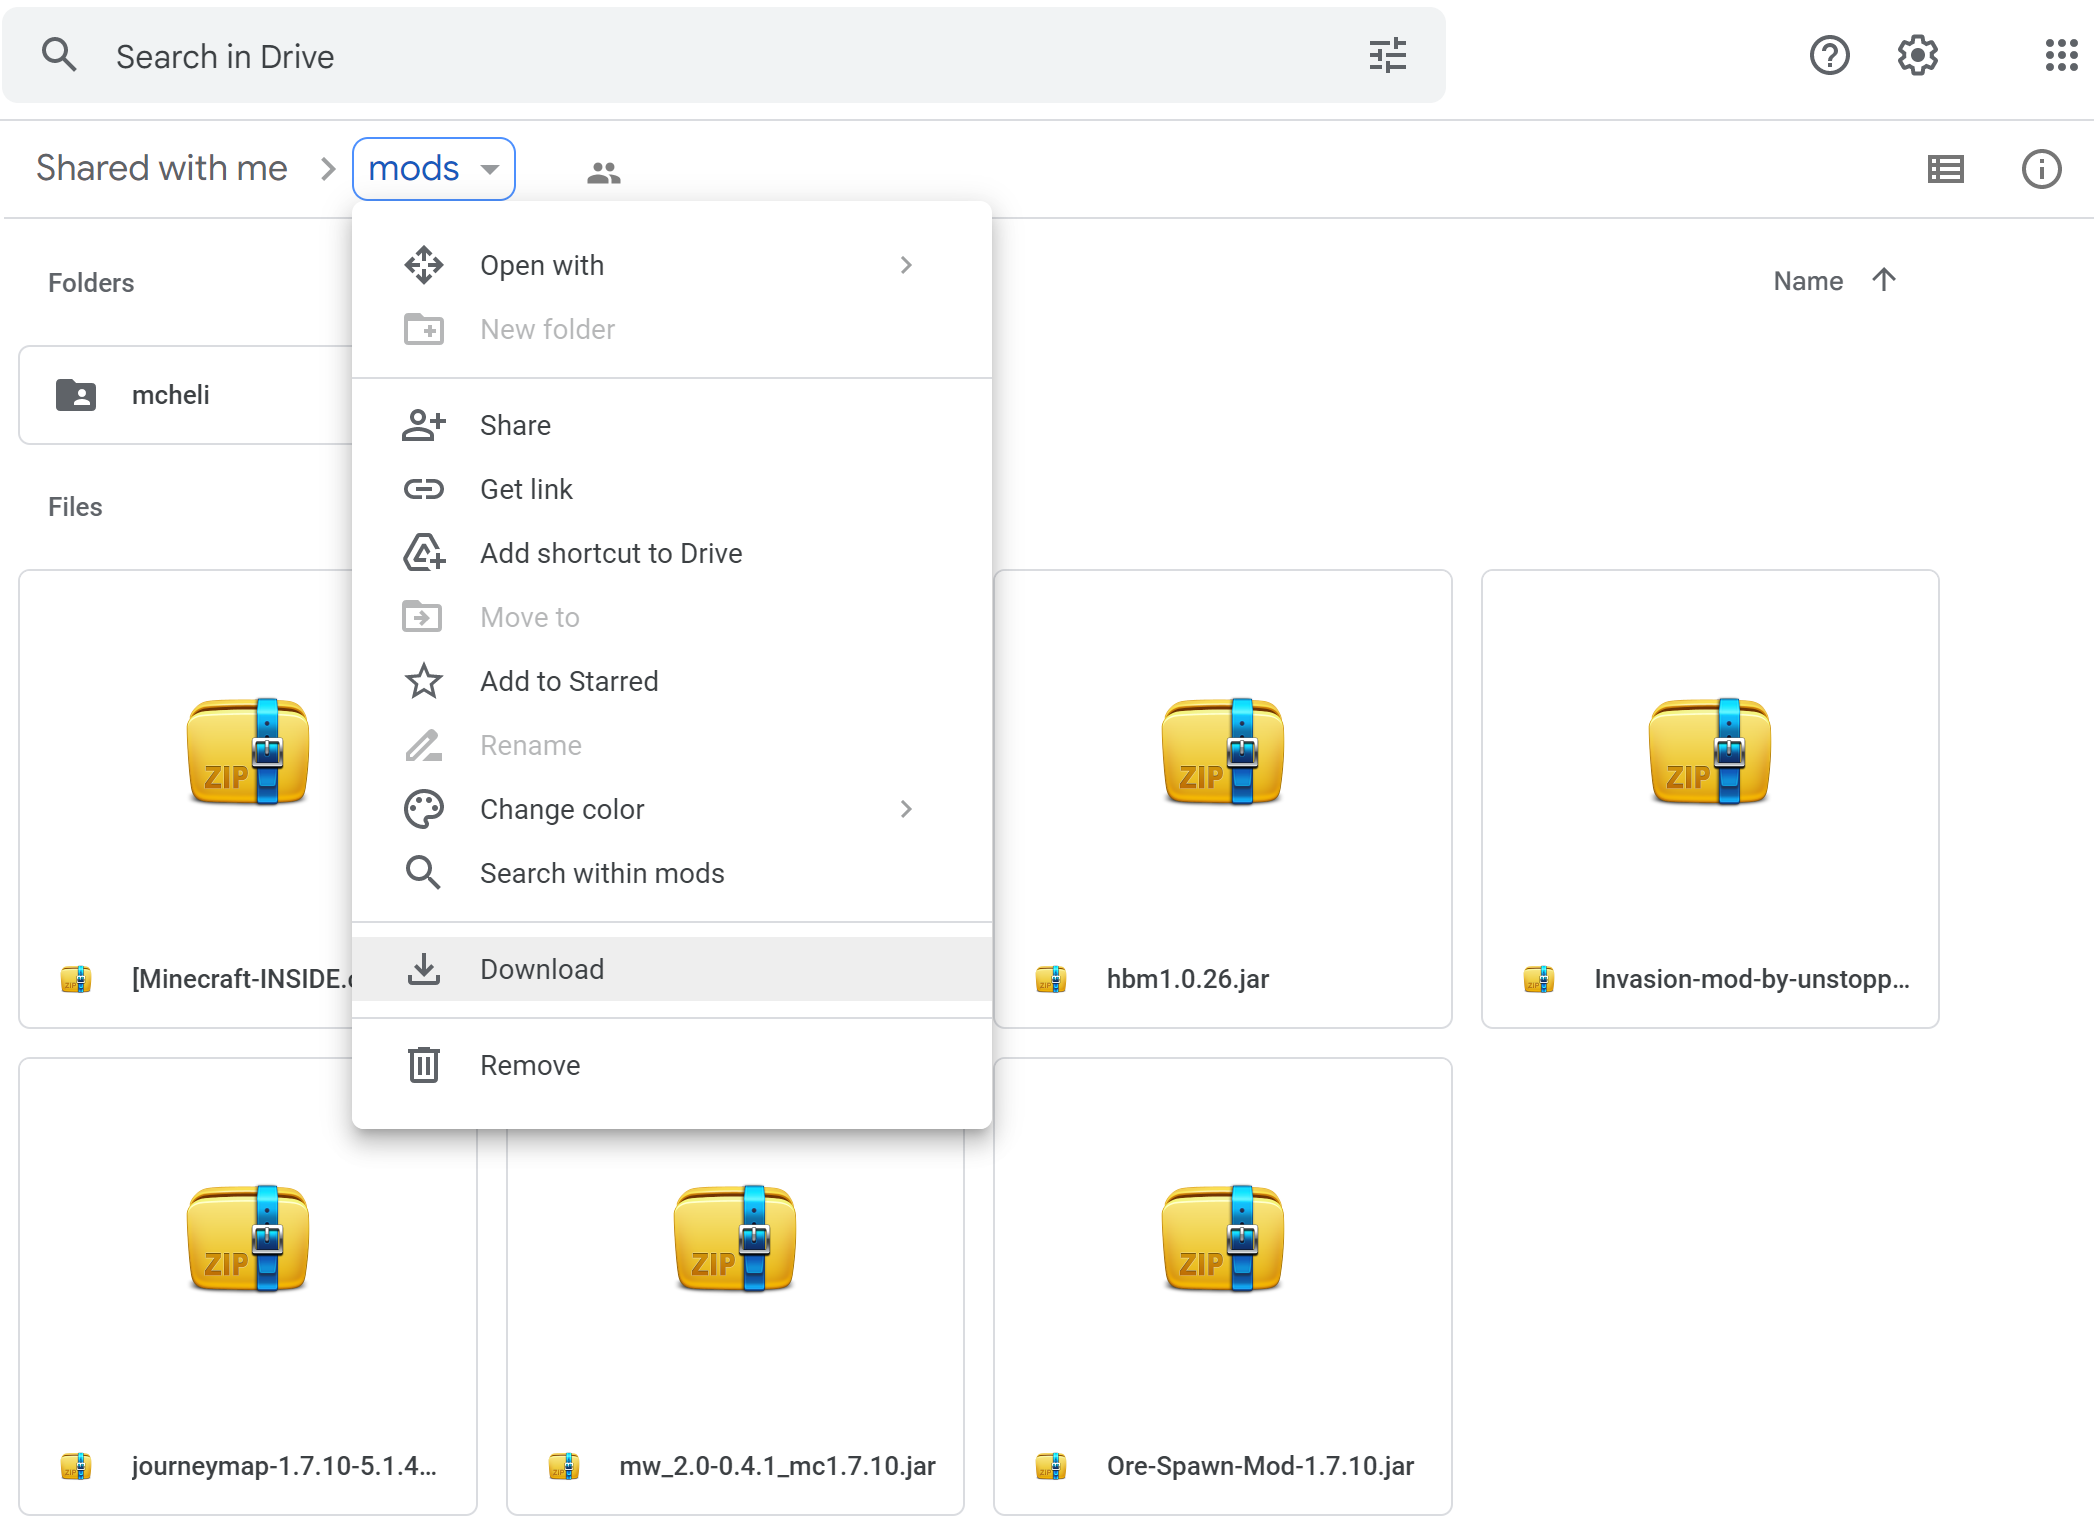 Search in Drive
Shared with me
mods
Open with
New folder
Share
Get link
Add shortcut to Drive
Move to
Add to Starred
Rename
Change color
Search within mods
Download
Remove
Folders
Name
mcheli
Files
ZIP
ZIP
ZIP
[Minecraft-INSIDE.
hbm1.0.26.jar
Invasion-mod-by-unstopp...
ZIP
ZIP
ZIP
journeymap-1.7.10-5.1.4...
mw_2.0-0.4.1_mc1.7.10.jar
Ore-Spawn-Mod-1.7.10.jar